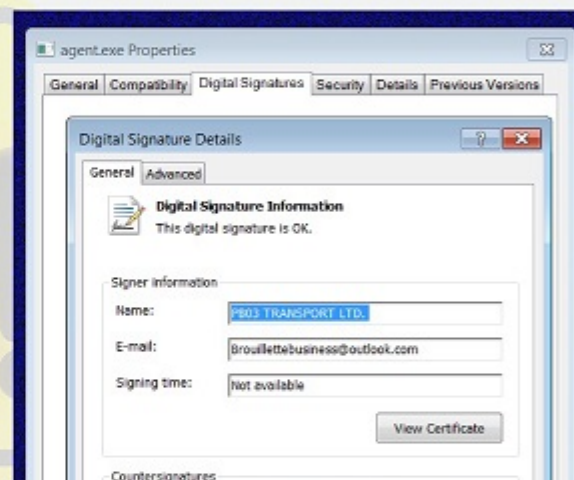 agent.exe Properties
General Compatibility Digital Signatures Security Details Previous Versions
Digital Signature Details
General Advanced
Digital Signature Information
This digital signature is OK.
Signer information
Name: PB03 TRANSPORT LTD.
E-mail: Brouillettebusiness@outlook.com
Signing time: Not available
View Certificate
Countersignatures